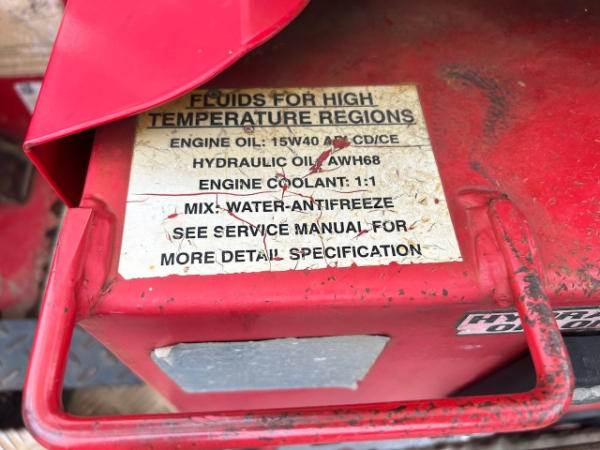 FLUIDS FOR HIGH
TEMPERATURE REGIONS
ENGINE OIL: 15W40 API CD/CE
HYDRAULIC OIL: AWH68
ENGINE COOLANT: 1:1
MIX: WATER-ANTIFREEZE
SEE SERVICE MANUAL FOR
MORE DETAIL SPECIFICATION